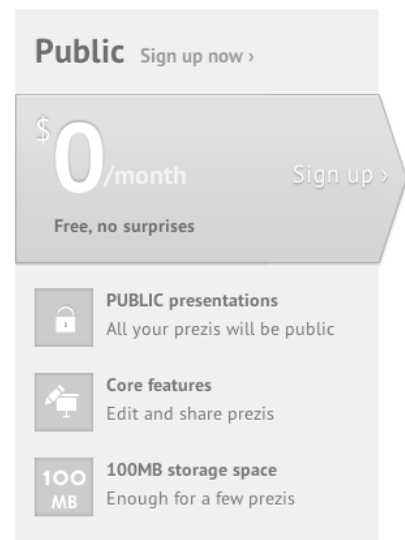 Public Sign up now ›
$0/month
Sign up ›
Free, no surprises
PUBLIC presentations
All your prezis will be public
Core features
Edit and share prezis
100 MB
100MB storage space
Enough for a few prezis